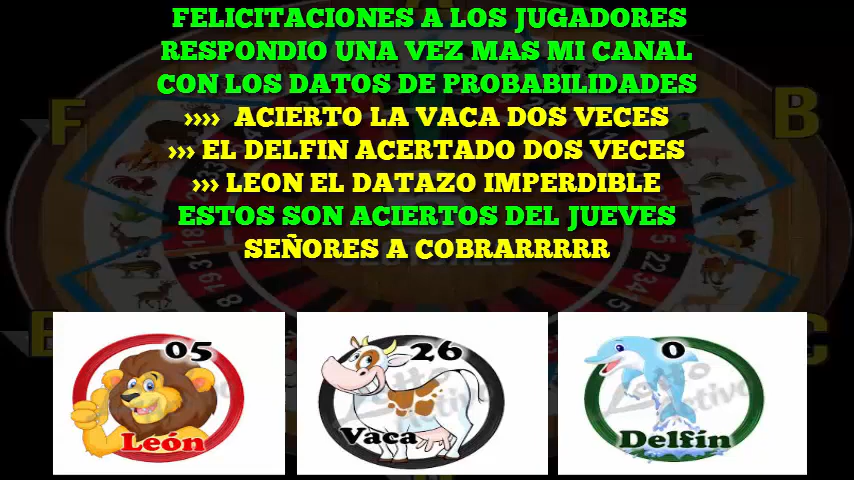 FELICITACIONES A LOS JUGADORES
RESPONDIO UNA VEZ MAS MI CANAL
CON LOS DATOS DE PROBABILIDADES
»»» ACIERTO LA VACA DOS VECES
»»› EL DELFIN ACERTADO DOS VECES
»»› LEON EL DATAZO IMPERDIBLE
ESTOS SON ACIERTOS DEL JUEVES
SEÑORES A COBRARRRRR
F
B
E
C
05
León
26
Vaca
0
Delfín